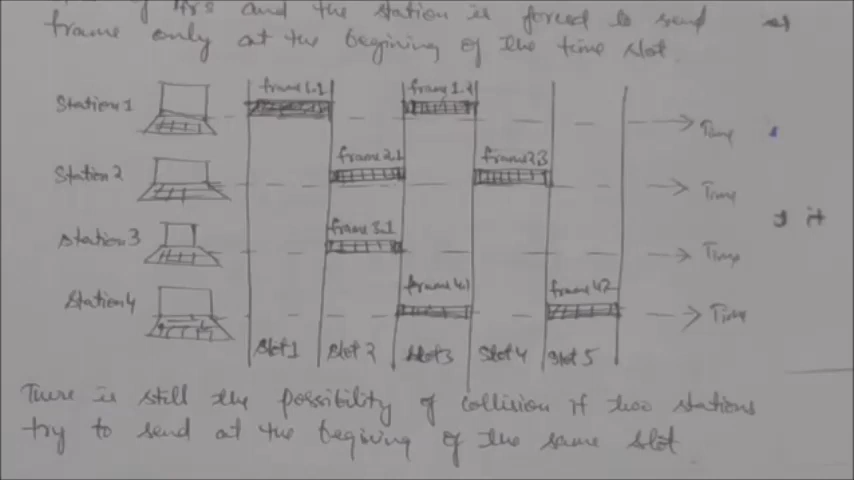 of Tfrs and the station is forced to send
frame only at the begining of the time slot.
Station 1 frame 1.1 frame 1.2 Time
Station 2 frame 2.1 frame 2.3 Time
Station 3 frame 3.1 Time
Station 4 frame 4.1 frame 4.2 Time
Slot 1 Slot 2 Slot 3 Slot 4 Slot 5
There is still the possibility of collision if two stations
try to send at the begining of the same slot